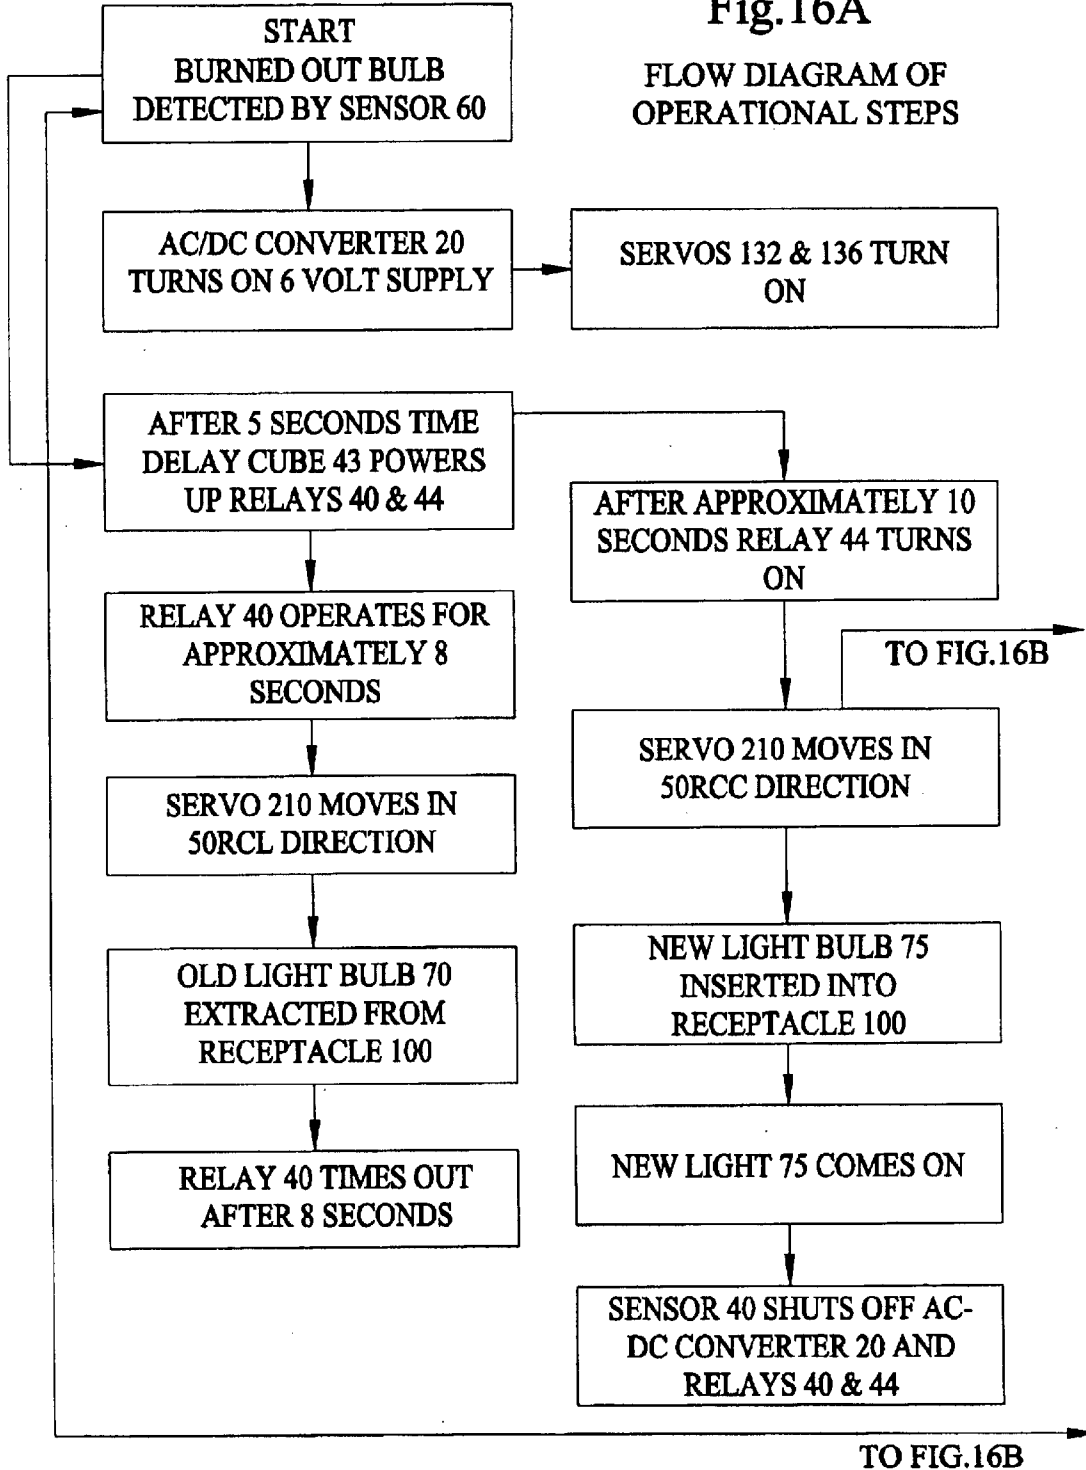 Fig.16A
FLOW DIAGRAM OF
OPERATIONAL STEPS
START
BURNED OUT BULB
DETECTED BY SENSOR 60
AC/DC CONVERTER 20
TURNS ON 6 VOLT SUPPLY
SERVOS 132 & 136 TURN
ON
AFTER 5 SECONDS TIME
DELAY CUBE 43 POWERS
UP RELAYS 40 & 44
RELAY 40 OPERATES FOR
APPROXIMATELY 8
SECONDS
SERVO 210 MOVES IN
50RCL DIRECTION
OLD LIGHT BULB 70
EXTRACTED FROM
RECEPTACLE 100
RELAY 40 TIMES OUT
AFTER 8 SECONDS
AFTER APPROXIMATELY 10
SECONDS RELAY 44 TURNS
ON
TO FIG.16B
SERVO 210 MOVES IN
50RCC DIRECTION
NEW LIGHT BULB 75
INSERTED INTO
RECEPTACLE 100
NEW LIGHT 75 COMES ON
SENSOR 40 SHUTS OFF AC-
DC CONVERTER 20 AND
RELAYS 40 & 44
TO FIG.16B